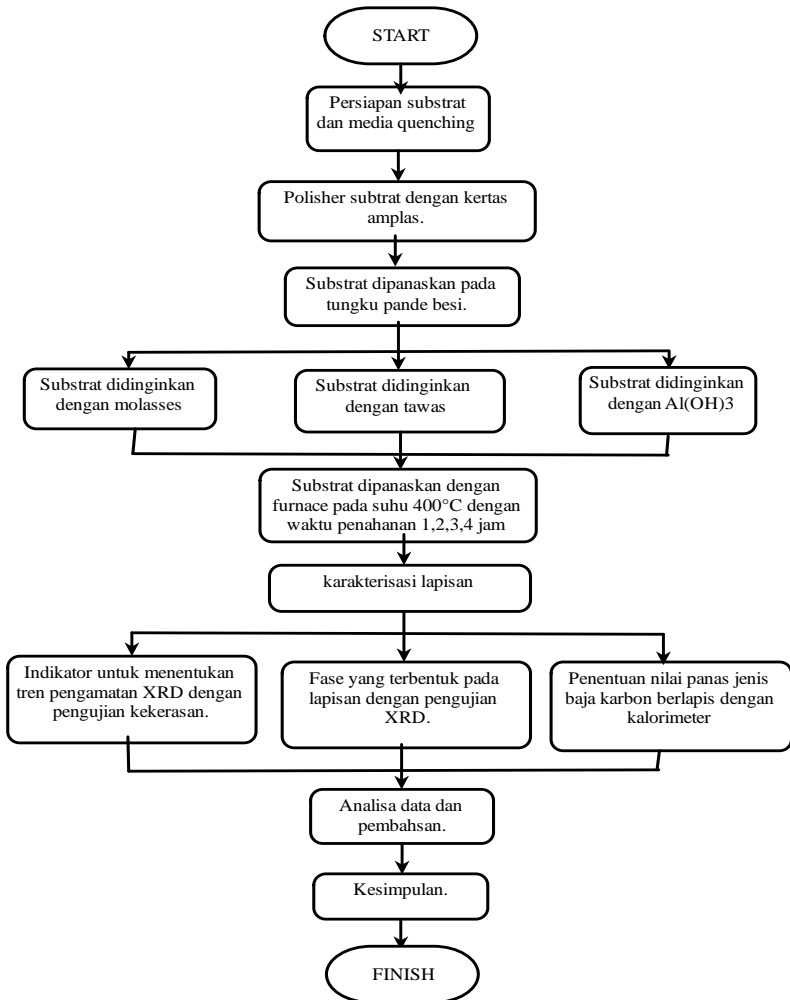 START
Persiapan substrat
dan media quenching
Polisher subtrat dengan kertas
amplas.
Substrat dipanaskan pada
tungku pande besi.
Substrat didinginkan
dengan molasses
Substrat didinginkan
dengan tawas
Substrat didinginkan
dengan Al(OH)3
Substrat dipanaskan dengan
furnace pada suhu 400°C dengan
waktu penahanan 1,2,3,4 jam
karakterisasi lapisan
Indikator untuk menentukan
tren pengamatan XRD dengan
pengujian kekerasan.
Fase yang terbentuk pada
lapisan dengan pengujian
XRD.
Penentuan nilai panas jenis
baja karbon berlapis dengan
kalorimeter
Analisa data dan
pembahsan.
Kesimpulan.
FINISH